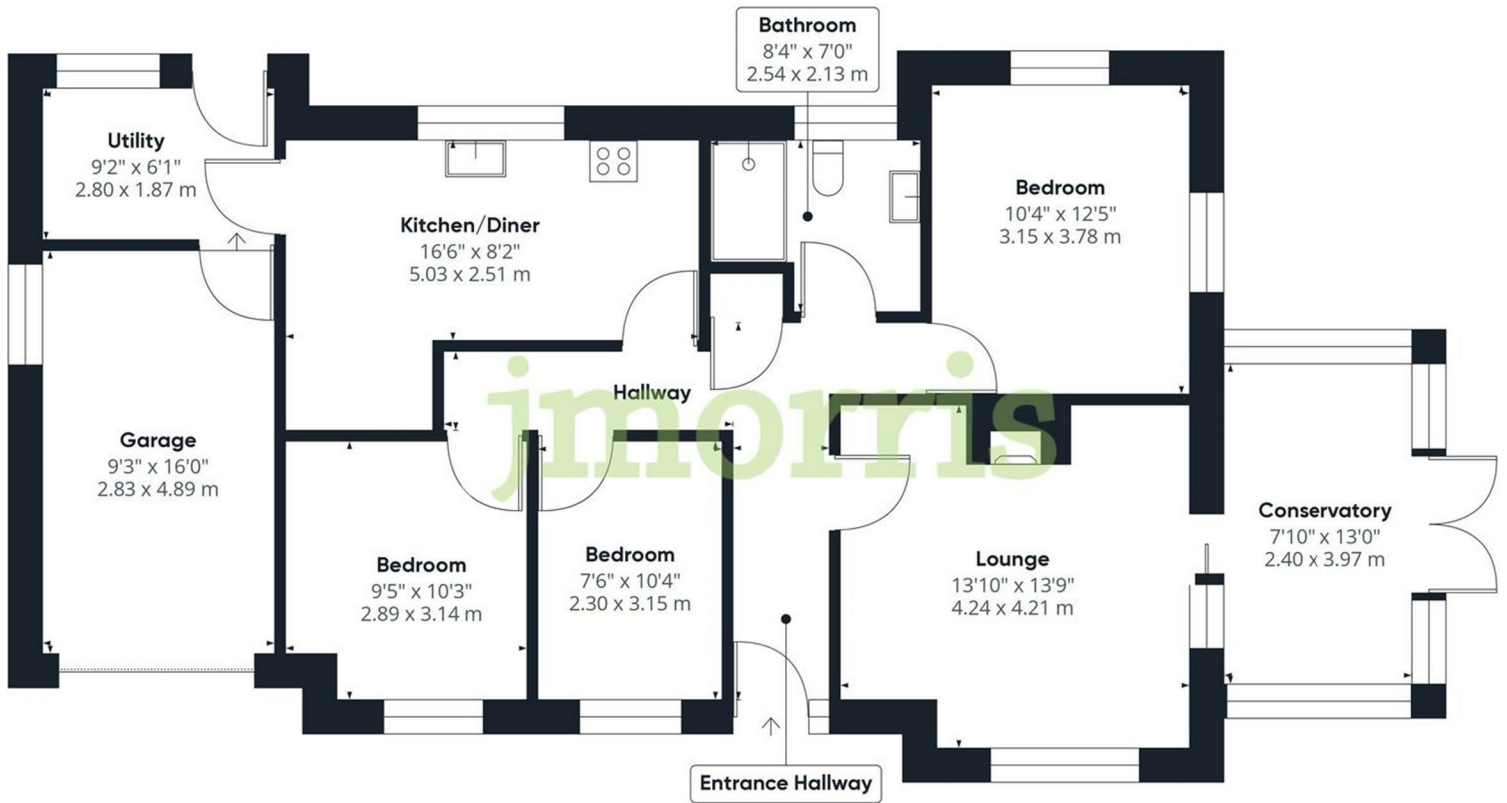 Bathroom
8'4" x 7'0"
2.54 x 2.13 m
Utility
9'2" x 6'1"
2.80 x 1.87 m
Kitchen/Diner
16'6" x 8'2"
5.03 x 2.51 m
Bedroom
10'4" x 12'5"
3.15 x 3.78 m
Hallway
jmorris
Garage
9'3" x 16'0"
2.83 x 4.89 m
Bedroom
9'5" x 10'3"
2.89 x 3.14 m
Bedroom
7'6" x 10'4"
2.30 x 3.15 m
Lounge
13'10" x 13'9"
4.24 x 4.21 m
Conservatory
7'10" x 13'0"
2.40 x 3.97 m
Entrance Hallway